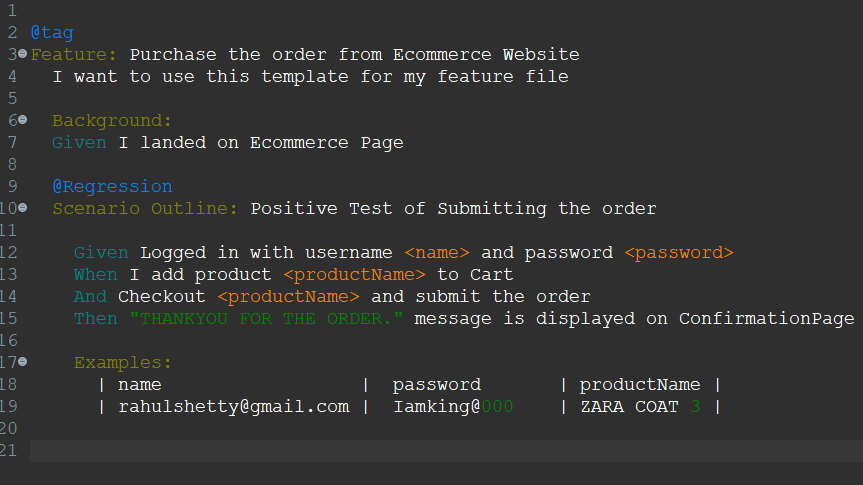 1
2 @tag
3 Feature: Purchase the order from Ecommerce Website
4 I want to use this template for my feature file
5
6 Background:
7 Given I landed on Ecommerce Page
8
9 @Regression
10 Scenario Outline: Positive Test of Submitting the order
11
12 Given Logged in with username <name> and password <password>
13 When I add product <productName> to Cart
14 And Checkout <productName> and submit the order
15 Then "THANKYOU FOR THE ORDER." message is displayed on ConfirmationPage
16
17 Examples:
18 | name | password | productName |
19 | rahulshetty@gmail.com | Iamking@000 | ZARA COAT 3 |
20
21